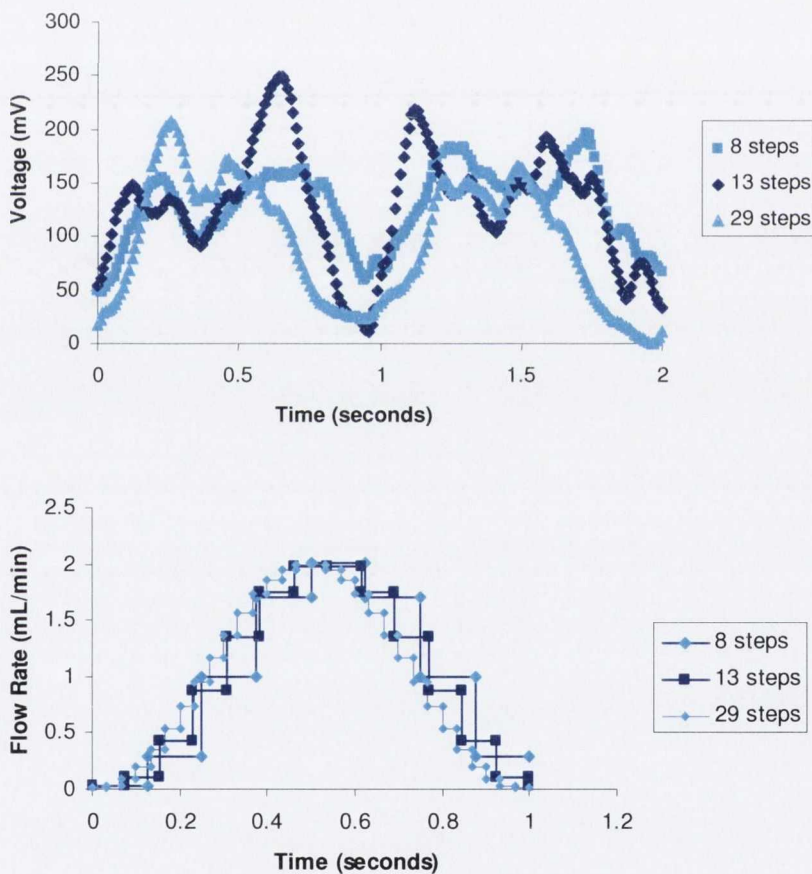 300
250
200
150
100
50
0
Voltage (mV)
0 0.5 1 1.5 2
Time (seconds)
8 steps
13 steps
29 steps
2.5
2
1.5
1
0.5
0
Flow Rate (mL/min)
0 0.2 0.4 0.6 0.8 1 1.2
Time (seconds)
8 steps
13 steps
29 steps